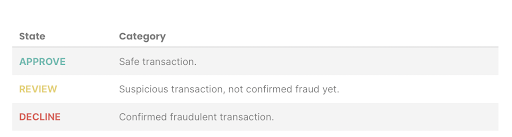 State Category
APPROVE Safe transaction.
REVIEW Suspicious transaction, not confirmed fraud yet.
DECLINE Confirmed fraudulent transaction.